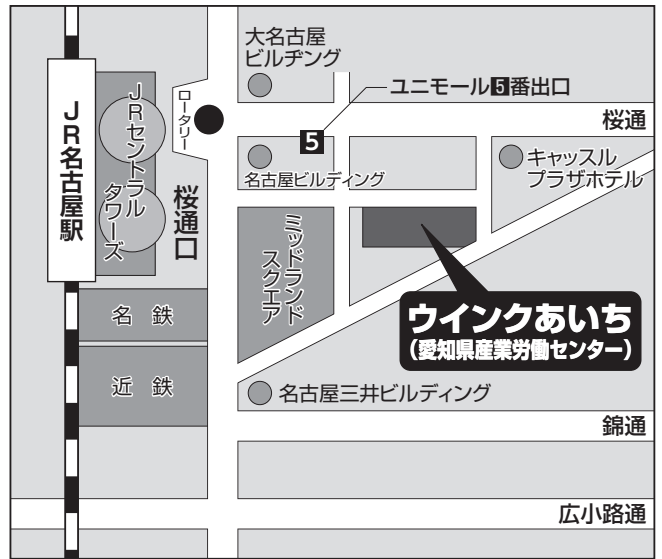 大名古屋
ビルヂング
ユニモール5番出口
桜通
ロータリー
5
JR名古屋駅
JRセントラル
タワーズ
桜通口
名古屋ビルディング
キャッスル
プラザホテル
ミッドランド
スクエア
ウインクあいち
(愛知県産業労働センター)
名鉄
近鉄
名古屋三井ビルディング
錦通
広小路通